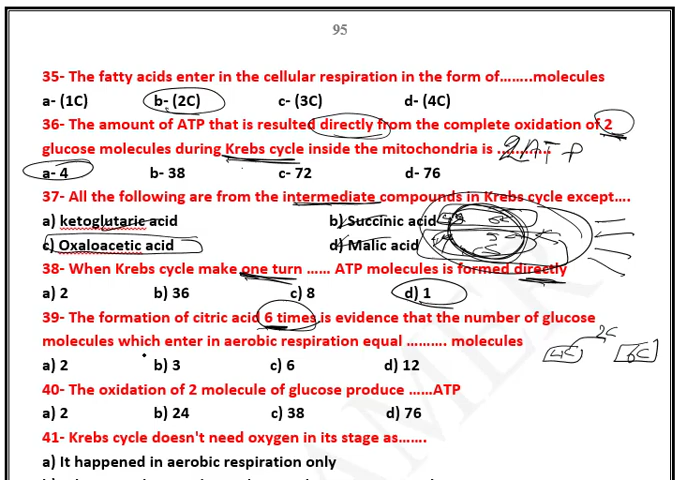 95
35- The fatty acids enter in the cellular respiration in the form of........molecules
a- (1C) b- (2C) c- (3C) d- (4C)
36- The amount of ATP that is resulted directly from the complete oxidation of 2
glucose molecules during Krebs cycle inside the mitochondria is ............
2ATP
a- 4 b- 38 c- 72 d- 76
37- All the following are from the intermediate compounds in Krebs cycle except....
a) ketoglutaric acid b) Succinic acid
c) Oxaloacetic acid d) Malic acid
38- When Krebs cycle make one turn ...... ATP molecules is formed directly
a) 2 b) 36 c) 8 d) 1
39- The formation of citric acid 6 times is evidence that the number of glucose
molecules which enter in aerobic respiration equal .......... molecules
2C
4C 6C
a) 2 b) 3 c) 6 d) 12
40- The oxidation of 2 molecule of glucose produce ......ATP
a) 2 b) 24 c) 38 d) 76
41- Krebs cycle doesn't need oxygen in its stage as.......
a) It happened in aerobic respiration only